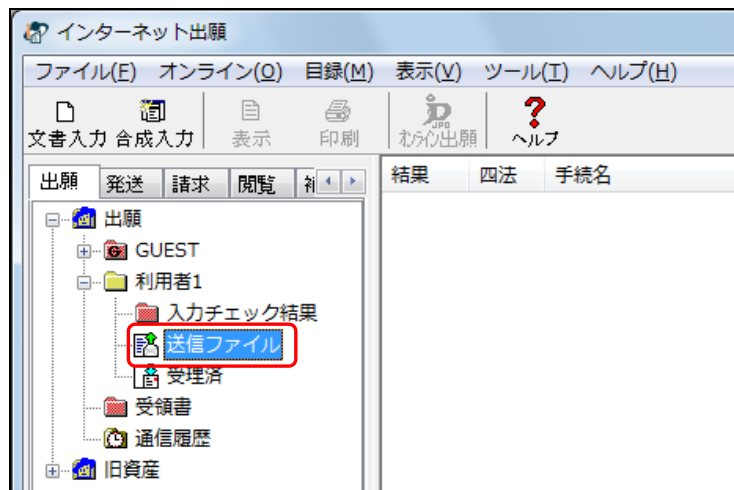 インターネット出願
ファイル(F) オンライン(O) 目録(M) 表示(V) ツール(T) ヘルプ(H)
文書入力 合成入力 表示 印刷 オンライン出願 ヘルプ
出願 発送 請求 閲覧
結果 四法 手続名
出願
GUEST
利用者1
入力チェック結果
送信ファイル
受理済
受領書
通信履歴
旧資産